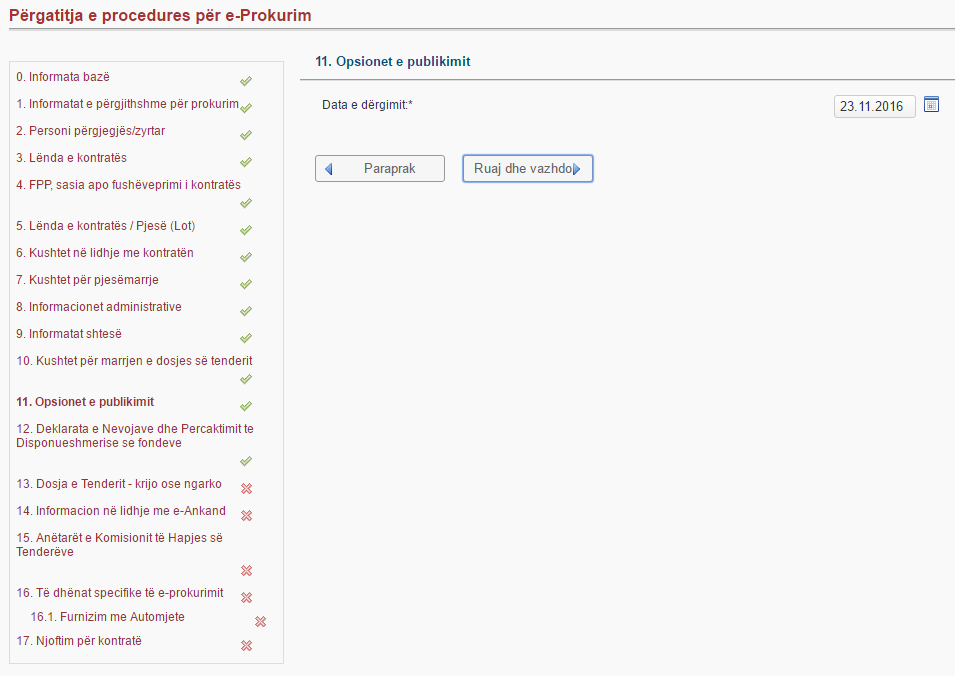 Përgatitja e procedures për e-Prokurim
0. Informata bazë
1. Informatat e përgjithshme për prokurim
2. Personi përgjegjës/zyrtar
3. Lënda e kontratës
4. FPP, sasia apo fushëveprimi i kontratës
5. Lënda e kontratës / Pjesë (Lot)
6. Kushtet në lidhje me kontratën
7. Kushtet për pjesëmarrje
8. Informacionet administrative
9. Informatat shtesë
10. Kushtet për marrjen e dosjes së tenderit
11. Opsionet e publikimit
12. Deklarata e Nevojave dhe Percaktimit te
Disponueshmerise se fondeve
13. Dosja e Tenderit - krijo ose ngarko
14. Informacion në lidhje me e-Ankand
15. Anëtarët e Komisionit të Hapjes së
Tenderëve
16. Të dhënat specifike të e-prokurimit
16.1. Furnizim me Automjete
17. Njoftim për kontratë
11. Opsionet e publikimit
Data e dërgimit:*
23.11.2016
Paraprak
Ruaj dhe vazhdo